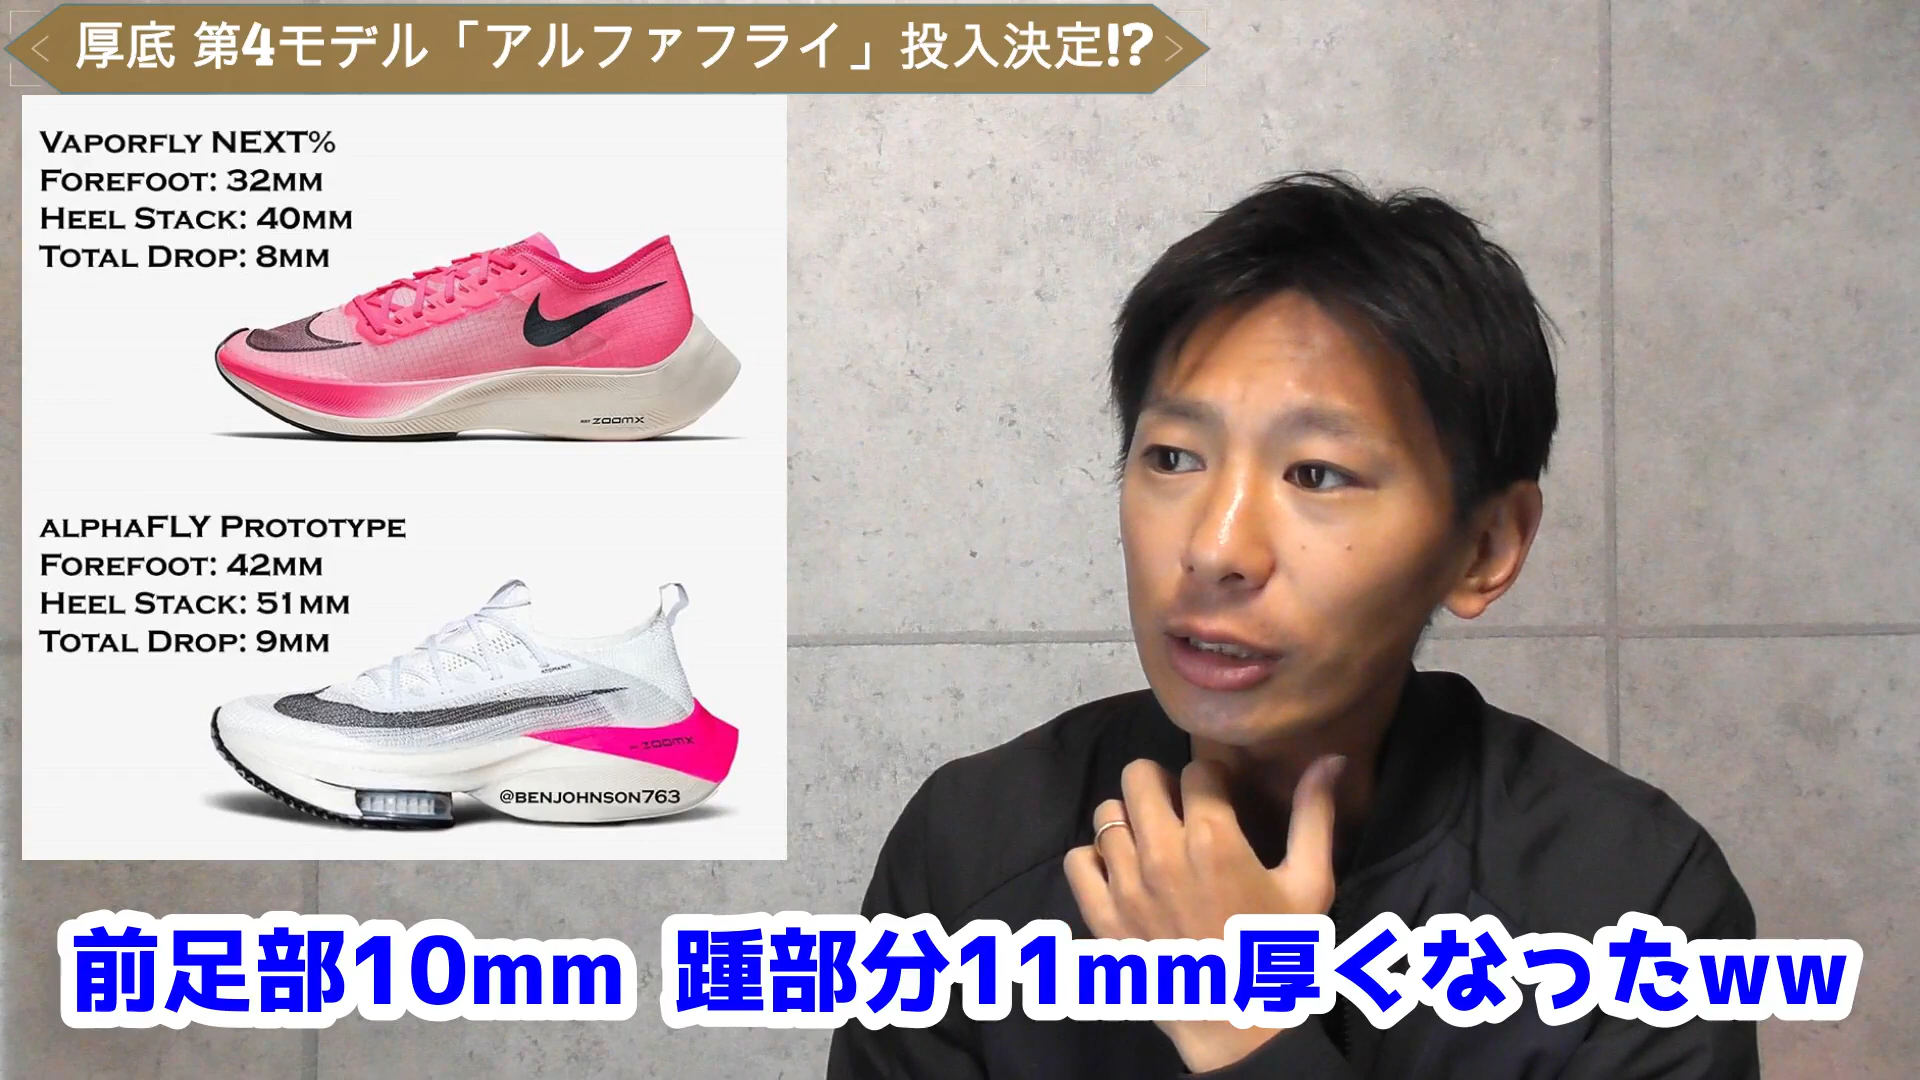 厚底 第4モデル「アルファフライ」投入決定!?
VAPORFLY NEXT%
FOREFOOT: 32MM
HEEL STACK: 40MM
TOTAL DROP: 8MM
ZOOMX
ALPHAFLY PROTOTYPE
FOREFOOT: 42MM
HEEL STACK: 51MM
TOTAL DROP: 9MM
ATOMKNIT
ZOOMX
@BENJOHNSON763
前足部10mm 踵部分11mm厚くなったww